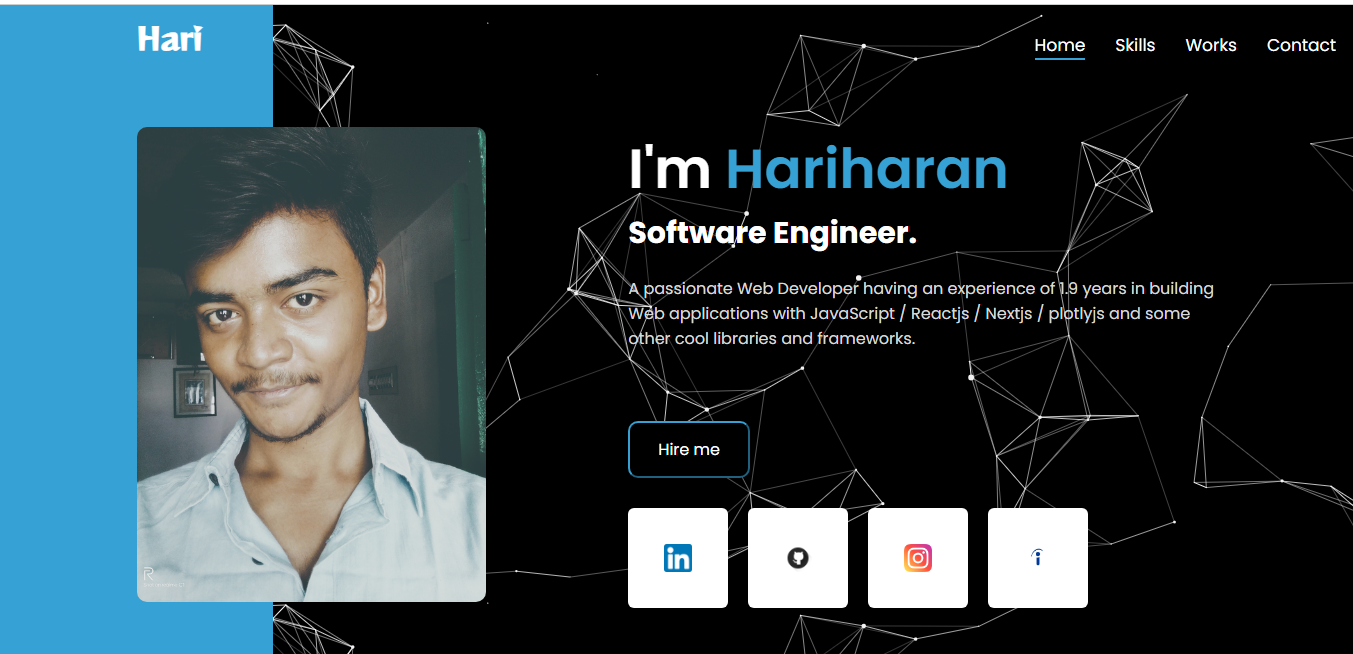 Hari
Home Skills Works Contact
I'm Hariharan
Software Engineer.
A passionate Web Developer having an experience of 1.9 years in building
Web applications with JavaScript / Reactjs / Nextjs / plotlyjs and some
other cool libraries and frameworks.
Hire me
in
R